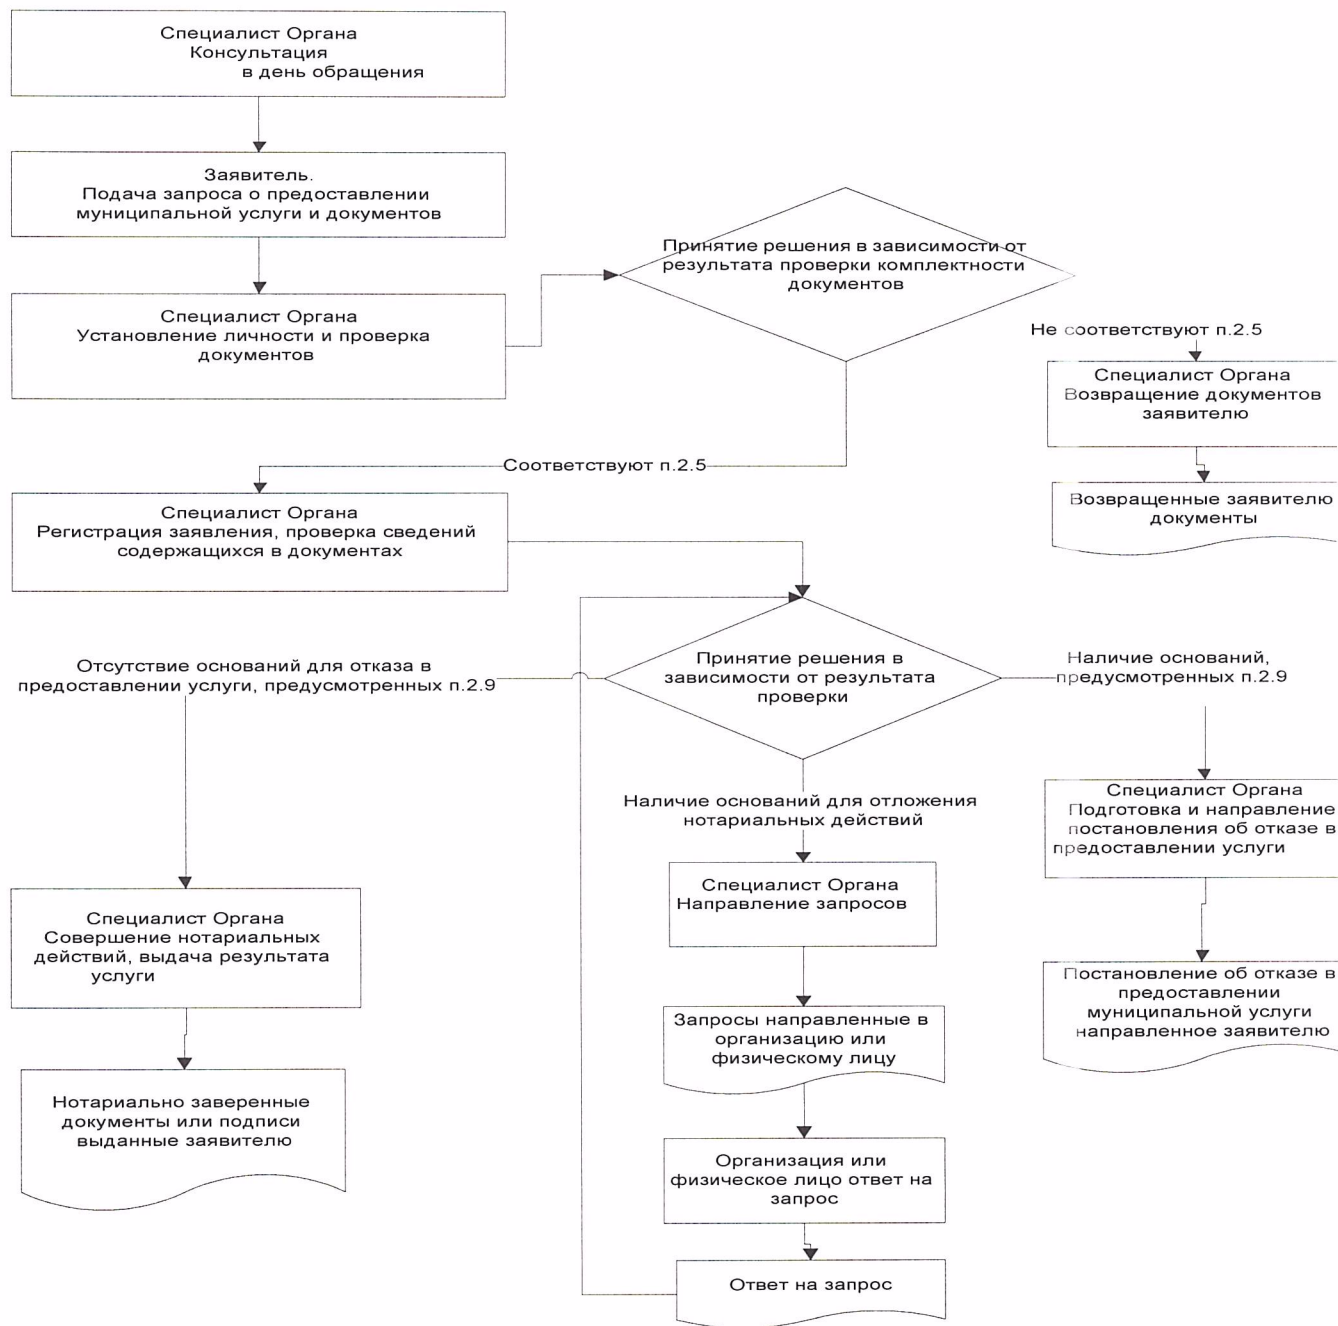 Специалист Органа
Консультация
в день обращения
Заявитель.
Подача запроса о предоставлении
муниципальной услуги и документов
Специалист Органа
Установление личности и проверка
документов
Принятие решения в зависимости от
результата проверки комплектности
документов
Не соответствуют п.2.5
Специалист Органа
Возвращение документов
заявителю
Возвращенные заявителю
документы
Соответствуют п.2.5
Специалист Органа
Регистрация заявления, проверка сведений
содержащихся в документах
Принятие решения в
зависимости от результата
проверки
Отсутствие оснований для отказа в
предоставлении услуги, предусмотренных п.2.9
Наличие оснований,
предусмотренных п.2.9
Наличие оснований для отложения
нотариальных действий
Специалист Органа
Подготовка и направление
постановления об отказе в
предоставлении услуги
Специалист Органа
Направление запросов
Специалист Органа
Совершение нотариальных
действий, выдача результата
услуги
Постановление об отказе в
предоставлении
муниципальной услуги
направленное заявителю
Запросы направленные в
организацию или
физическому лицу
Нотариально заверенные
документы или подписи
выданные заявителю
Организация или
физическое лицо ответ на
запрос
Ответ на запрос